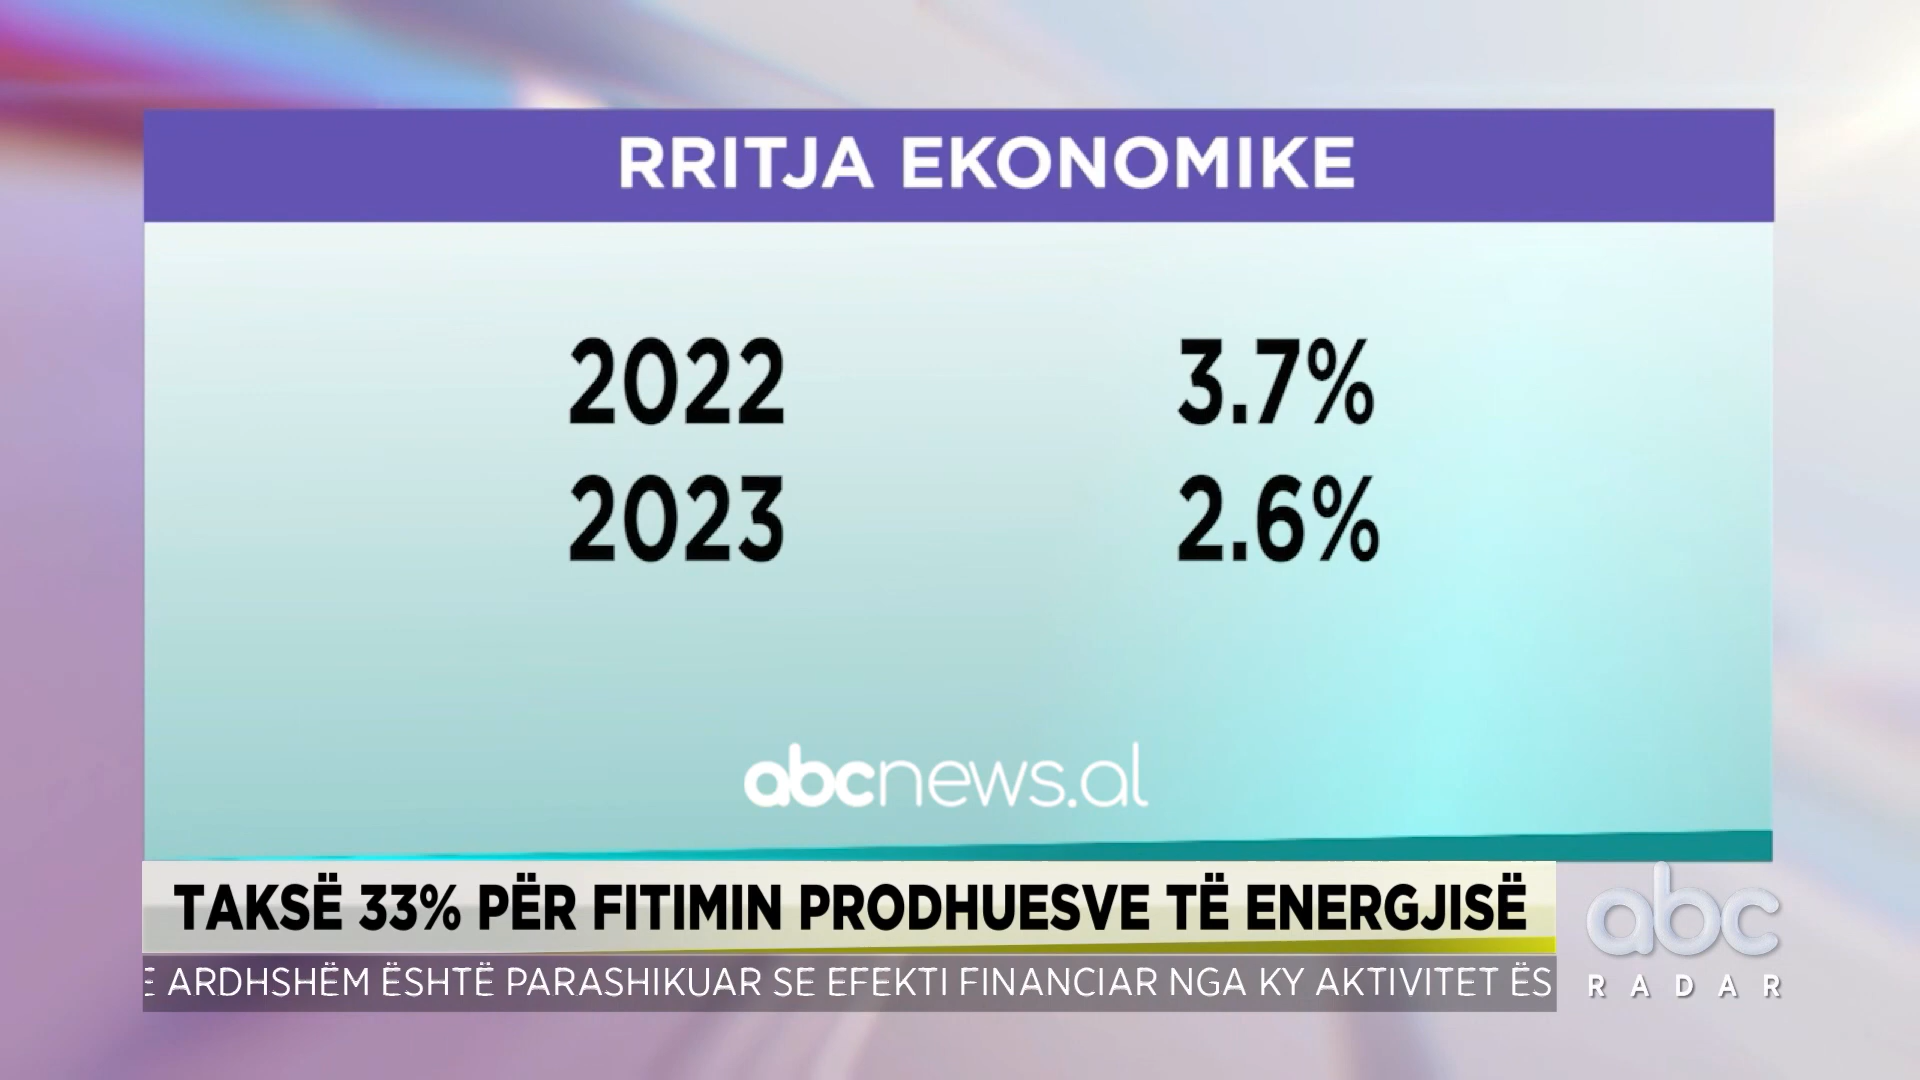 RRITJA EKONOMIKE
2022 3.7%
2023 2.6%
abcnews.al
TAKSË 33% PËR FITIMIN PRODHUESVE TË ENERGJISË
ARDHSHËM ËSHTË PARASHIKUAR SE EFEKTI FINANCIAR NGA KY AKTIVITET ËS
abc
RADAR